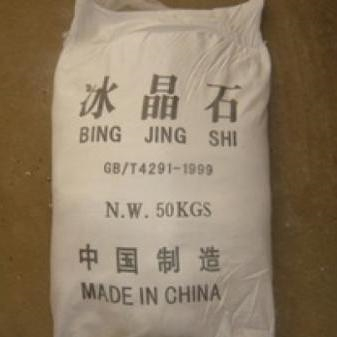 冰晶石
BING JING SHI
GB/T4291-1999
N.W. 50KGS
中国制造
MADE IN CHINA